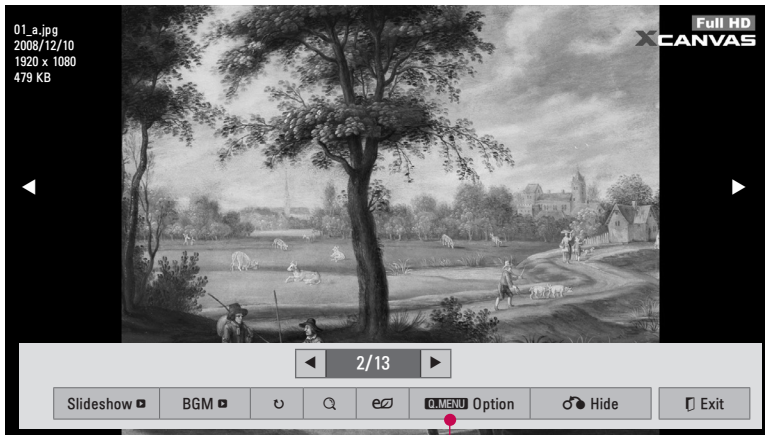 01_a.jpg
2008/12/10
1920 x 1080
479 KB
Full HD
XCANVAS
2/13
Slideshow BGM Q.MENU Option Hide Exit